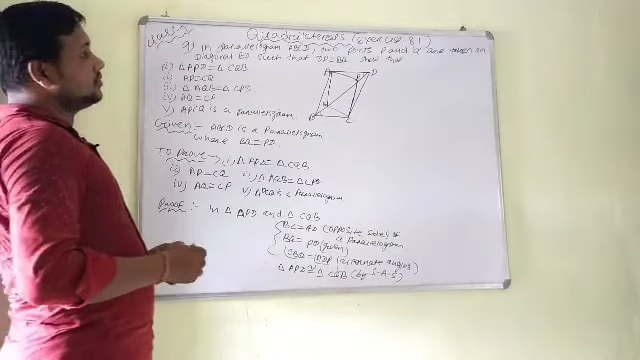 Class 9
Quadrilaterals (Exercise 8.1)
9) In parallelogram ABCD, two points P and Q are taken on
Diagonal BD such that DP=BQ show that
(i) △APD ≅ △CQB
ii) AP=CQ
iii) △AQB ≅ △CPD
iv) AQ=CP
v) APCQ is a parallelogram
A D
P
Q
B C
Given:- ABCD is a parallelogram
where BQ=PD.
To prove → (i) △APD ≅ △CQB
ii) AP=CQ iii) △AQB ≅ △CPD
iv) AQ=CP v) APCQ is parallelogram
Proof:- In △APD and △CQB
BC=AD (opposite sides of
a parallelogram
BQ=PD (given)
∠CBQ=∠ADP (alternate angles)
△APD ≅ △CQB (by S-A-S)